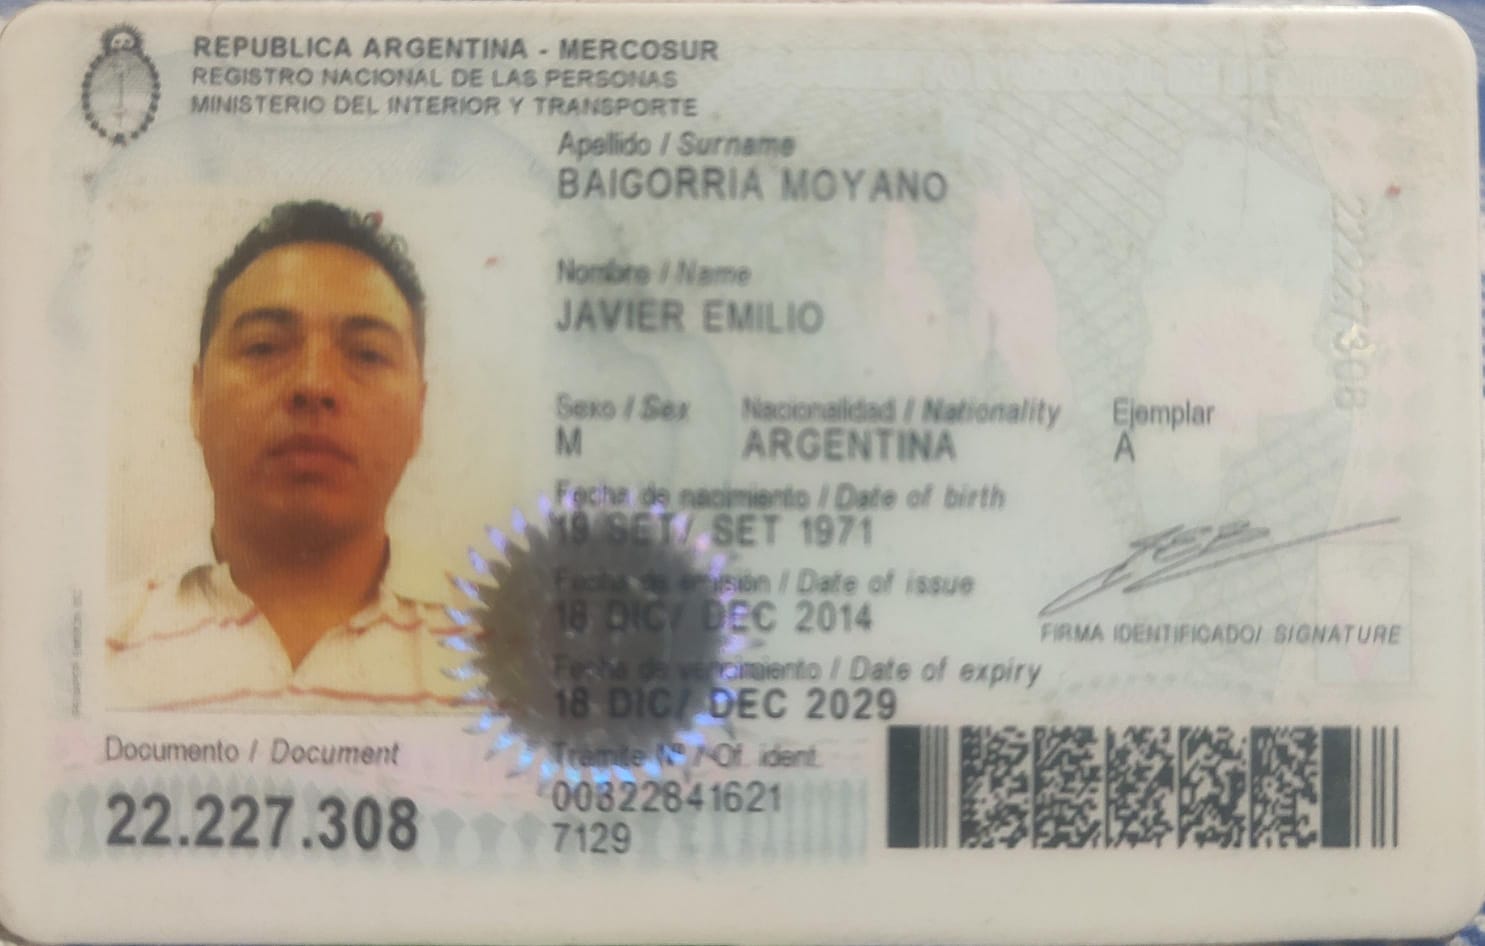 REPUBLICA ARGENTINA - MERCOSUR
REGISTRO NACIONAL DE LAS PERSONAS
MINISTERIO DEL INTERIOR Y TRANSPORTE
Apellido / Surname
BAIGORRIA MOYANO
Nombre / Name
JAVIER EMILIO
Sexo / Sex Nacionalidad / Nationality Ejemplar
M ARGENTINA A
Fecha de nacimiento / Date of birth
19 SET/ SET 1971
Fecha de emisión / Date of issue
18 DIC/ DEC 2014
FIRMA IDENTIFICADO/ SIGNATURE
Fecha de vencimiento / Date of expiry
18 DIC/ DEC 2029
Documento / Document
22.227.308
Tramite Nº / Of. ident.
00322841621
7129
22227308